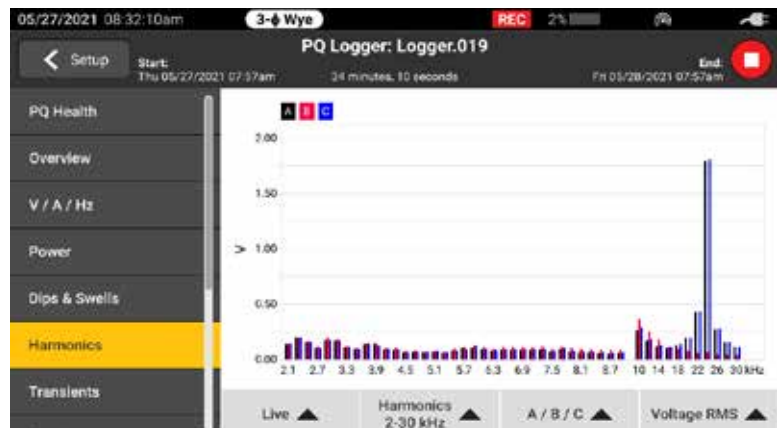 05/27/2021 08:32:10am 3-ϕ Wye REC 2%
Setup
PQ Logger: Logger.019
Start:
Thu 05/27/2021 07:57am
34 minutes, 10 seconds
End:
Fri 05/28/2021 07:57am
PQ Health
Overview
V / A / Hz
Power
Dips & Swells
Harmonics
Transients
A B C
2.00
1.50
V 1.00
0.50
0.00
2.1 2.7 3.3 3.9 4.5 5.1 5.7 6.3 6.9 7.5 8.1 8.7 10 14 18 22 26 30 kHz
Live
Harmonics
2-30 kHz
A / B / C
Voltage RMS